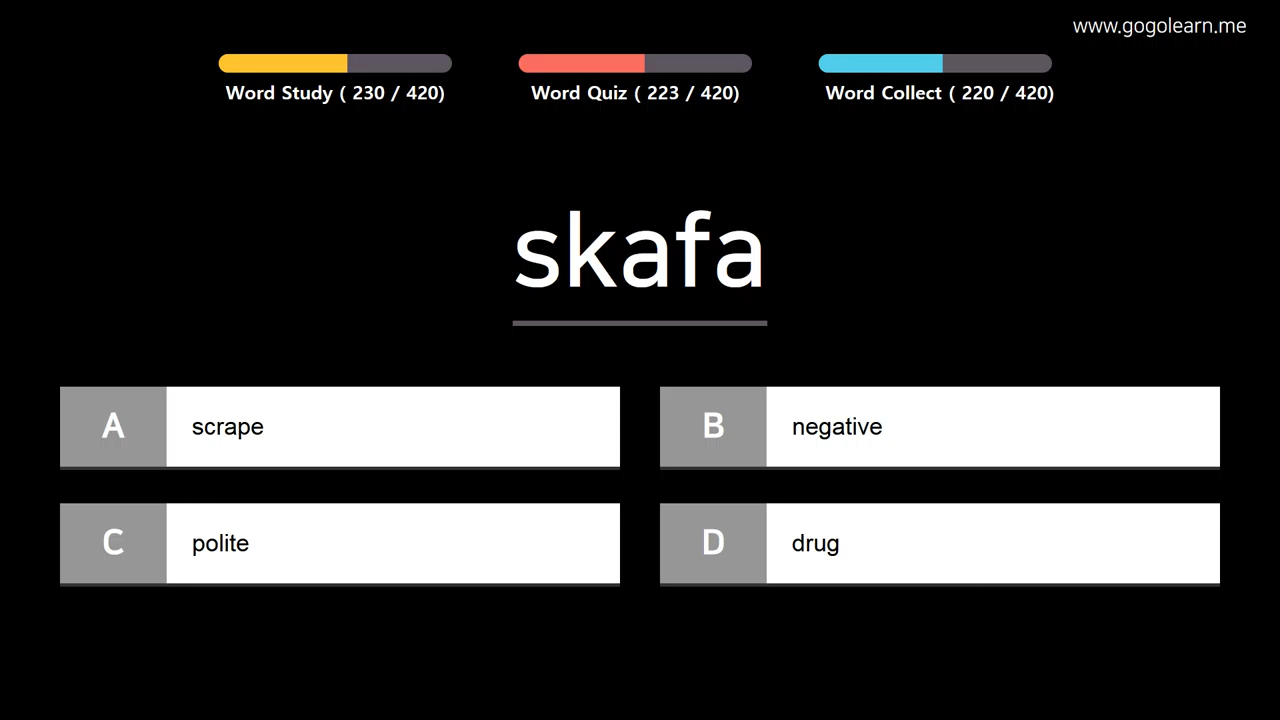 www.gogolearn.me
Word Study ( 230 / 420)
Word Quiz ( 223 / 420)
Word Collect ( 220 / 420)
skafa
A
scrape
B
negative
C
polite
D
drug